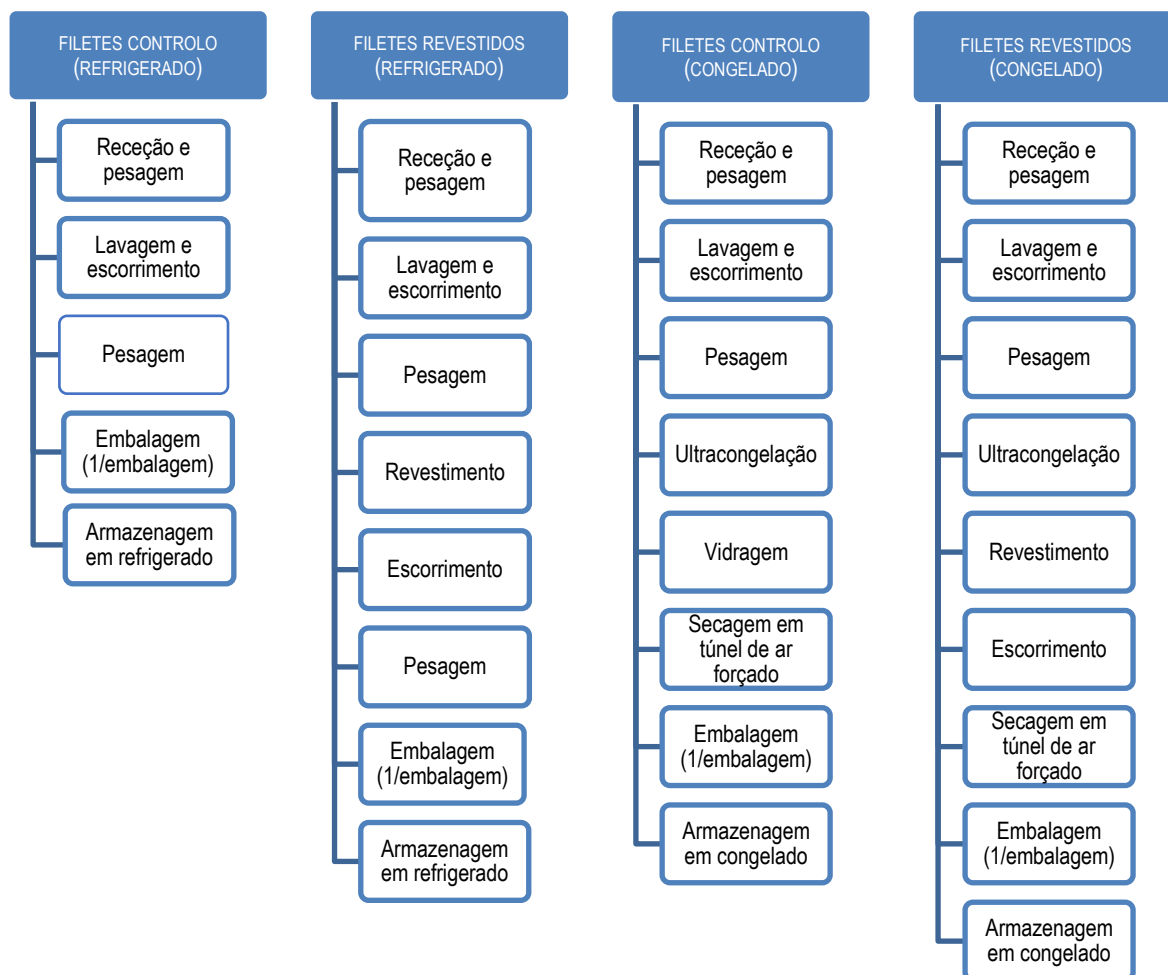 FILETES CONTROLO
(REFRIGERADO)
Receção e
pesagem
Lavagem e
escorrimento
Pesagem
Embalagem
(1/embalagem)
Armazenagem
em refrigerado
FILETES REVESTIDOS
(REFRIGERADO)
Receção e
pesagem
Lavagem e
escorrimento
Pesagem
Revestimento
Escorrimento
Pesagem
Embalagem
(1/embalagem)
Armazenagem
em refrigerado
FILETES CONTROLO
(CONGELADO)
Receção e
pesagem
Lavagem e
escorrimento
Pesagem
Ultracongelação
Vidragem
Secagem em
túnel de ar
forçado
Embalagem
(1/embalagem)
Armazenagem
em congelado
FILETES REVESTIDOS
(CONGELADO)
Receção e
pesagem
Lavagem e
escorrimento
Pesagem
Ultracongelação
Revestimento
Escorrimento
Secagem em
túnel de ar
forçado
Embalagem
(1/embalagem)
Armazenagem
em congelado